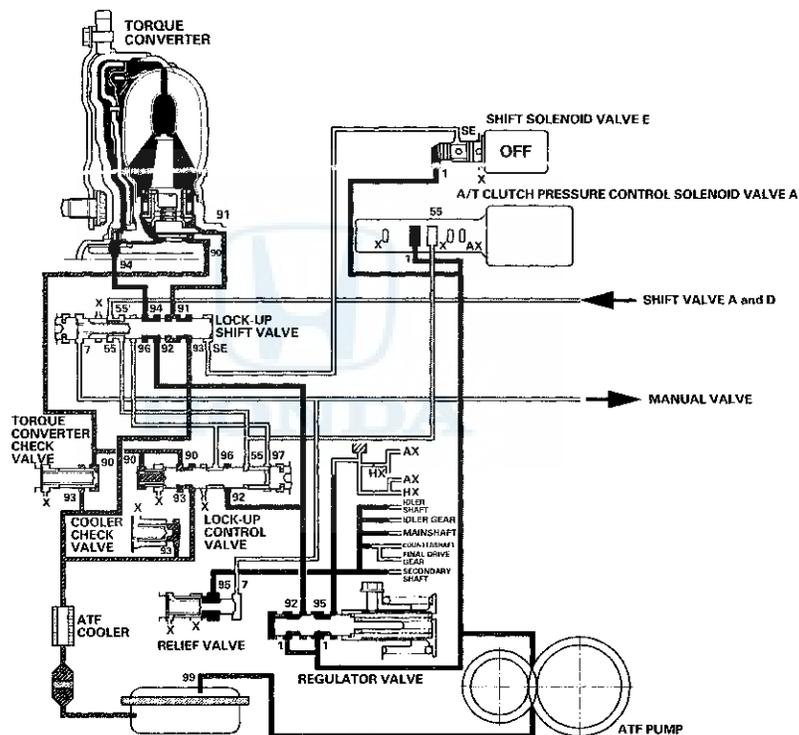 TORQUE
CONVERTER
SHIFT SOLENOID VALVE E
SE
OFF
1
X
A/T CLUTCH PRESSURE CONTROL SOLENOID VALVE A
55
X
X
AX
1
91
90
94
X
55'
94
91
SHIFT VALVE A and D
LOCK-UP
SHIFT VALVE
7
55
96
92
93
SE
MANUAL VALVE
HONDA
TORQUE
CONVERTER
CHECK
VALVE
90
90
90
96
55
97
AX
HX
AX
HX
93
X
X
93
X
92
IDLER
SHAFT
IDLER GEAR
MAINSHAFT
COUNTERSHAFT
FINAL DRIVE
GEAR
SECONDARY
SHAFT
COOLER
CHECK
VALVE
93
LOCK-UP
CONTROL
VALVE
95
7
92
95
ATF
COOLER
X
X
RELIEF VALVE
1
1
REGULATOR VALVE
99
ATF PUMP